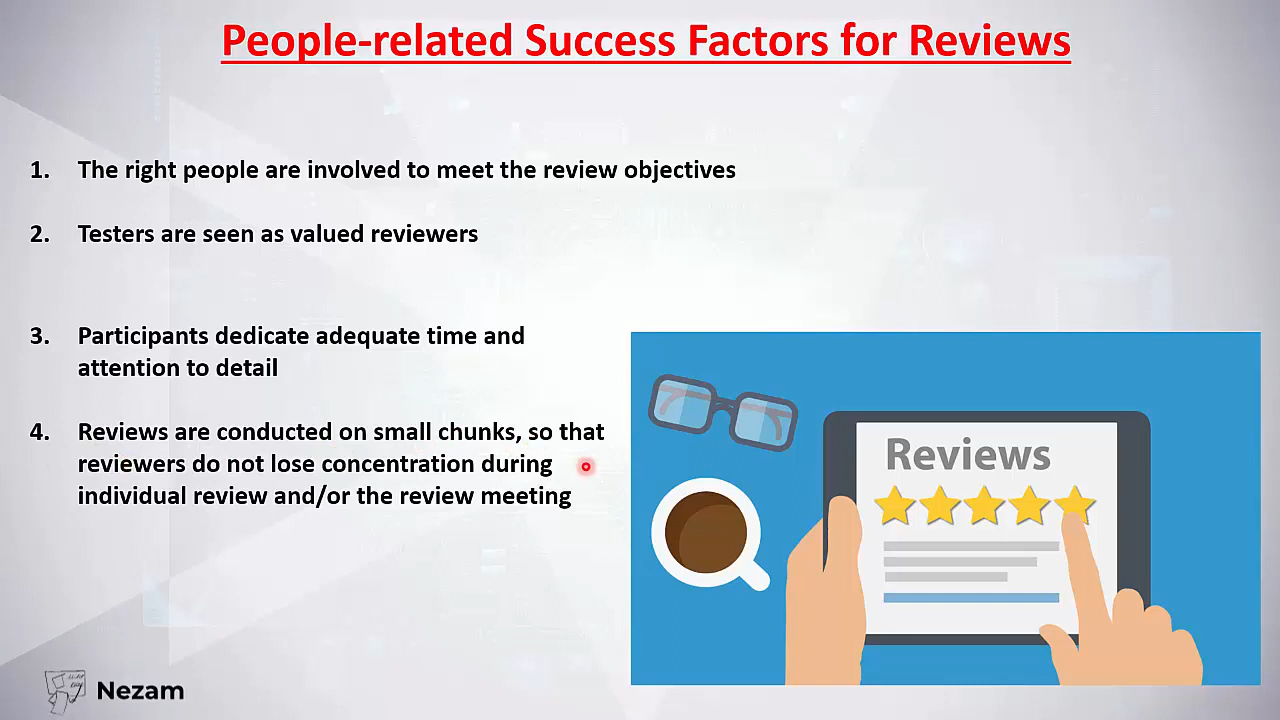 People-related Success Factors for Reviews
1. The right people are involved to meet the review objectives
2. Testers are seen as valued reviewers
3. Participants dedicate adequate time and
attention to detail
4. Reviews are conducted on small chunks, so that
reviewers do not lose concentration during
individual review and/or the review meeting
Reviews
Nezam